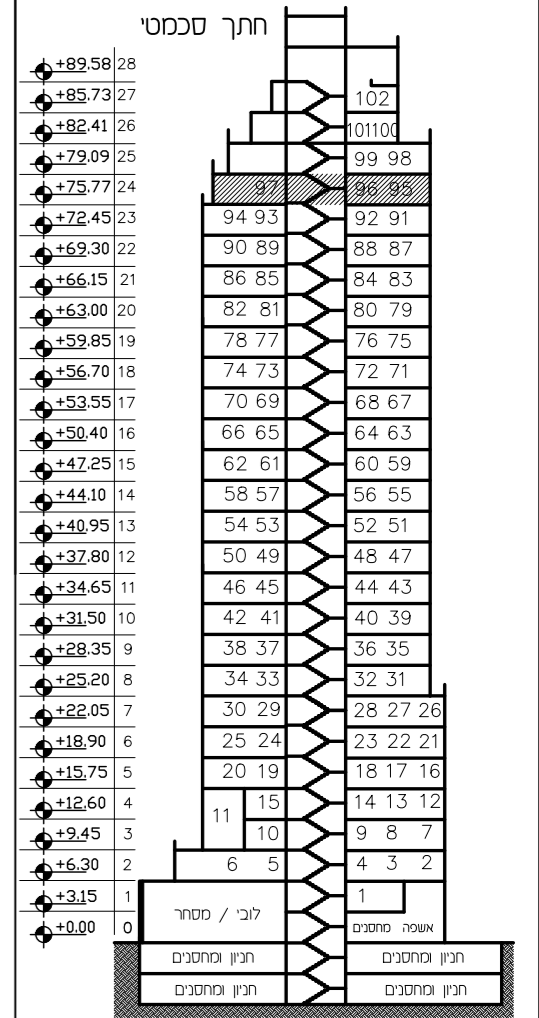 חתך סכמטי
+89.58 28
+85.73 27 102
+82.41 26 101 100
+79.09 25 99 98
+75.77 24 97 96 95
+72.45 23 94 93 92 91
+69.30 22 90 89 88 87
+66.15 21 86 85 84 83
+63.00 20 82 81 80 79
+59.85 19 78 77 76 75
+56.70 18 74 73 72 71
+53.55 17 70 69 68 67
+50.40 16 66 65 64 63
+47.25 15 62 61 60 59
+44.10 14 58 57 56 55
+40.95 13 54 53 52 51
+37.80 12 50 49 48 47
+34.65 11 46 45 44 43
+31.50 10 42 41 40 39
+28.35 9 38 37 36 35
+25.20 8 34 33 32 31
+22.05 7 30 29 28 27 26
+18.90 6 25 24 23 22 21
+15.75 5 20 19 18 17 16
+12.60 4 11 15 14 13 12
+9.45 3 10 9 8 7
+6.30 2 6 5 4 3 2
+3.15 1 1
לובי / מסחר
+0.00 0 אשפה מחסנים
חניון ומחסנים חניון ומחסנים
חניון ומחסנים חניון ומחסנים